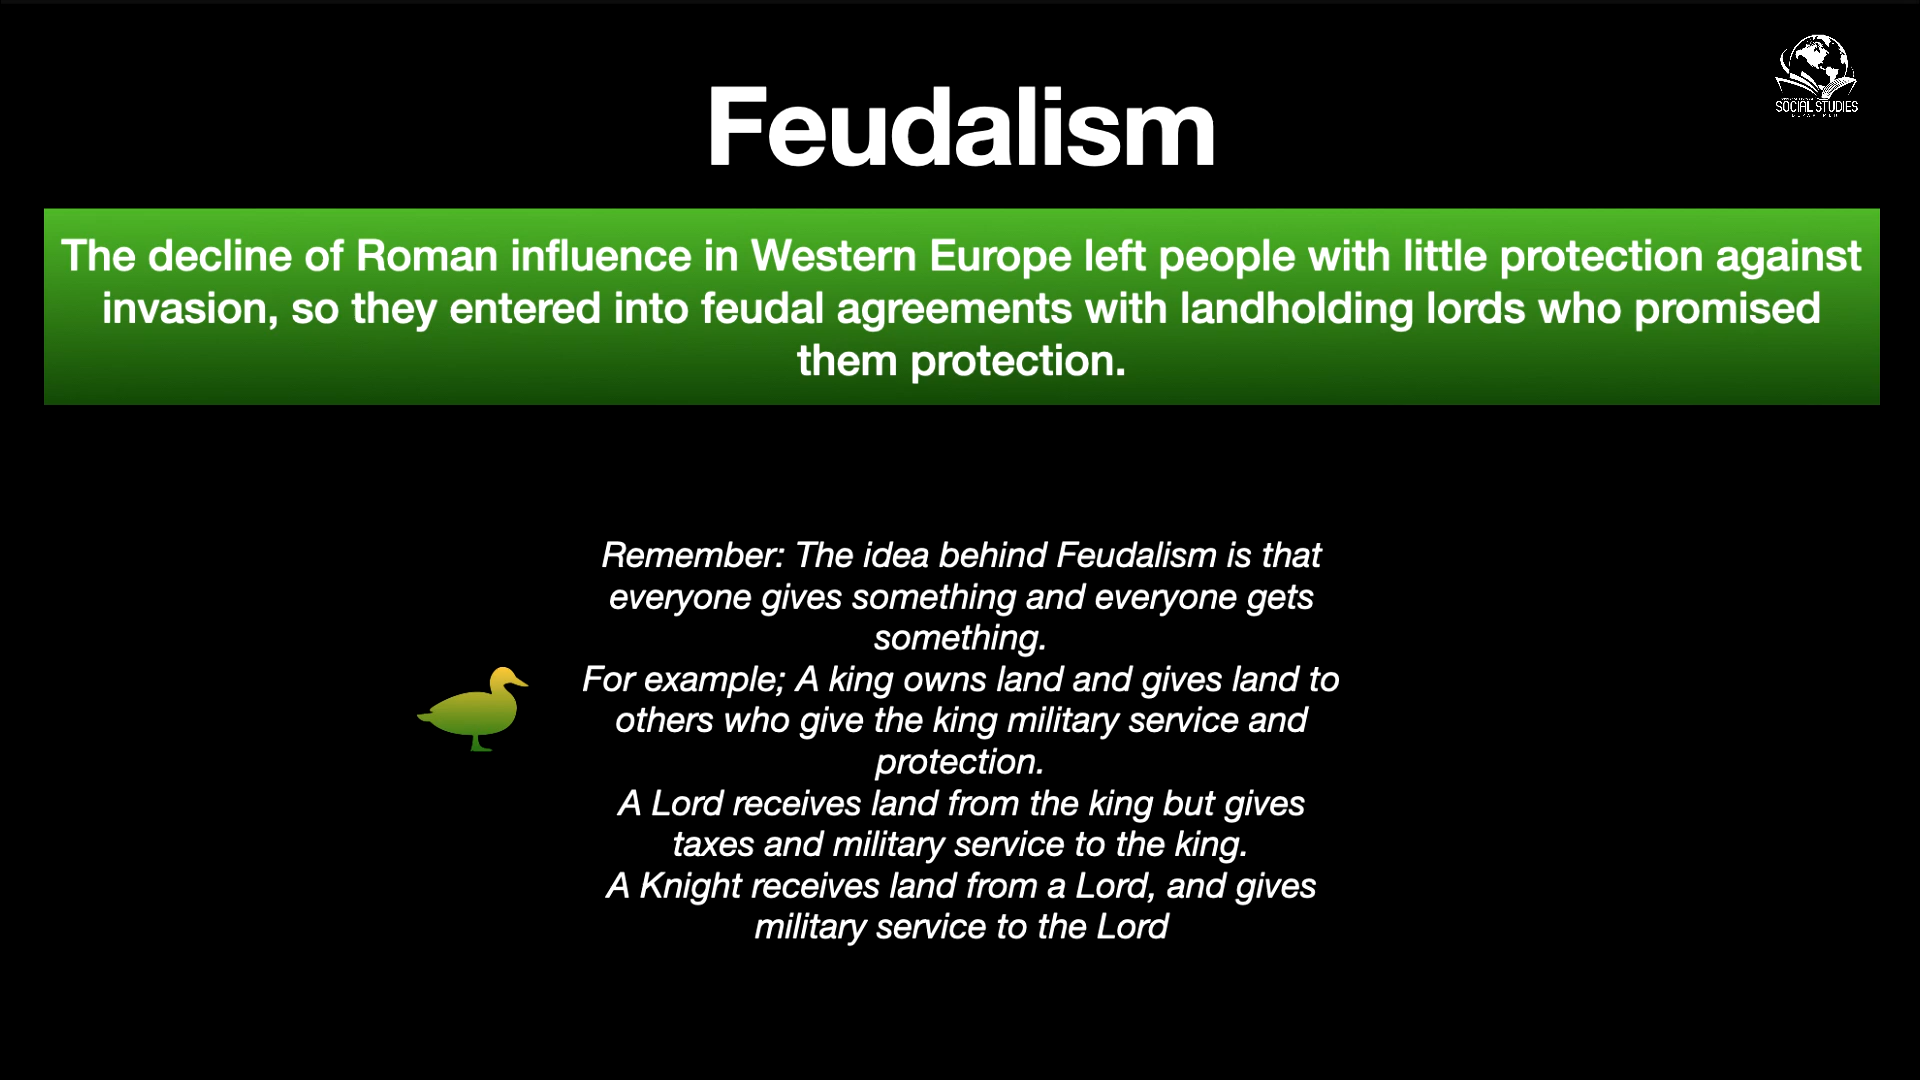 SOCIAL STUDIES
Feudalism
The decline of Roman influence in Western Europe left people with little protection against
invasion, so they entered into feudal agreements with landholding lords who promised
them protection.
Remember: The idea behind Feudalism is that
everyone gives something and everyone gets
something.
For example; A king owns land and gives land to
others who give the king military service and
protection.
A Lord receives land from the king but gives
taxes and military service to the king.
A Knight receives land from a Lord, and gives
military service to the Lord